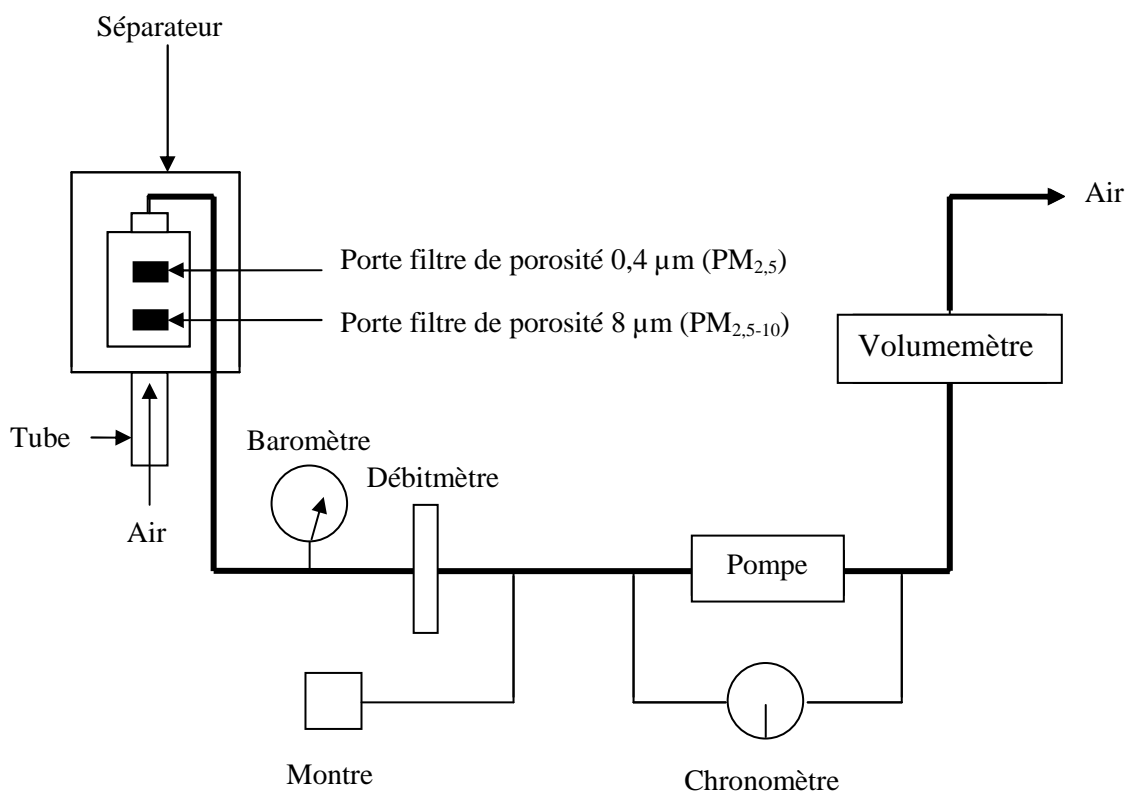 Séparateur
Air
Porte filtre de porosité 0,4 µm (PM2,5)
Porte filtre de porosité 8 µm (PM2,5-10)
Volumemètre
Tube
Baromètre
Débitmètre
Air
Pompe
Montre
Chronomètre